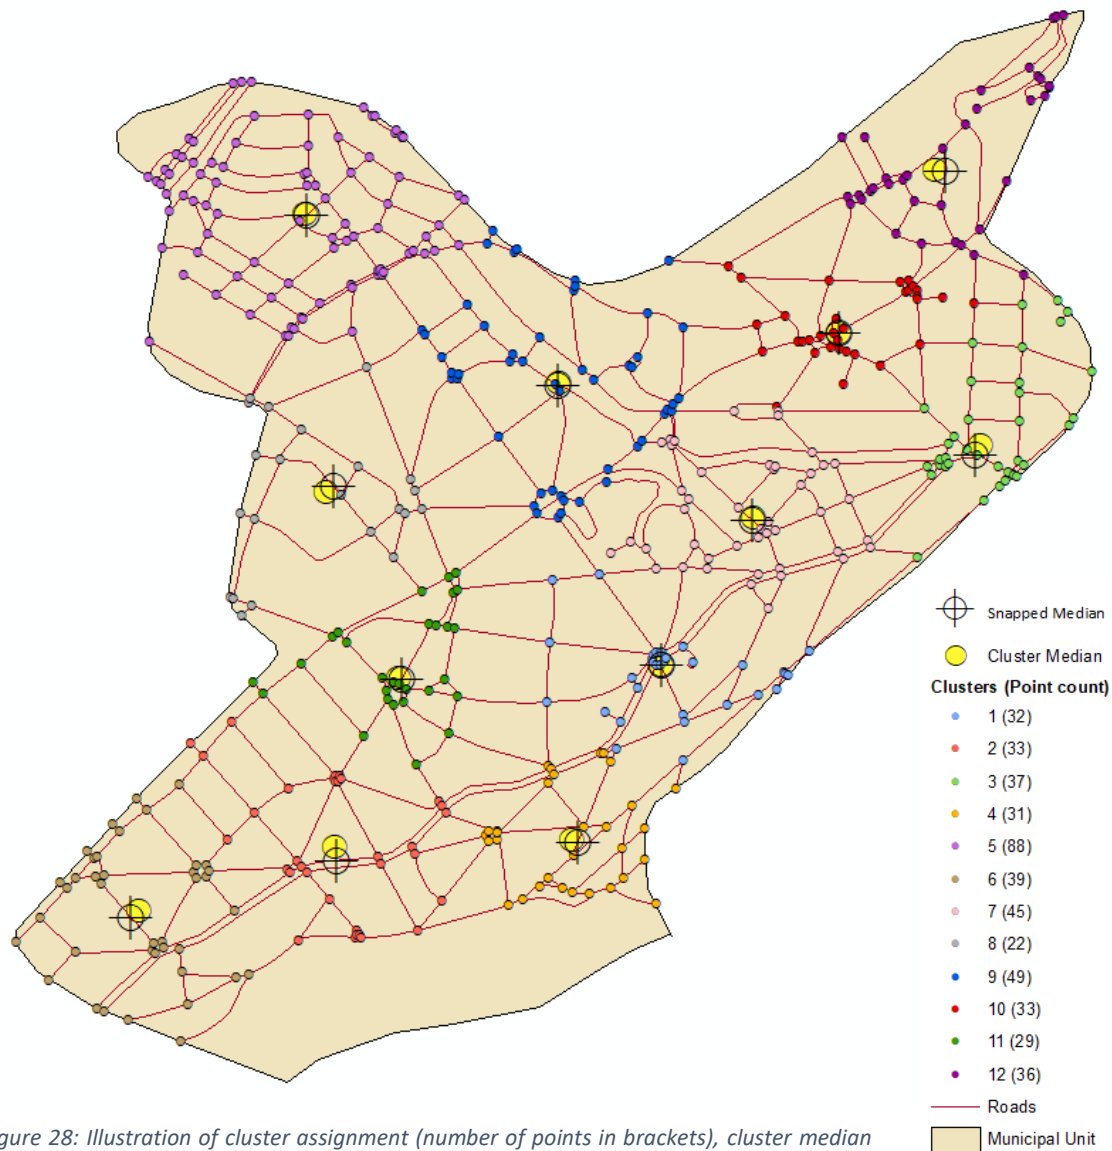 Snapped Median
Cluster Median
Clusters (Point count)
1 (32)
2 (33)
3 (37)
4 (31)
5 (88)
6 (39)
7 (45)
8 (22)
9 (49)
10 (33)
11 (29)
12 (36)
Roads
Municipal Unit
gure 28: Illustration of cluster assignment (number of points in brackets), cluster median